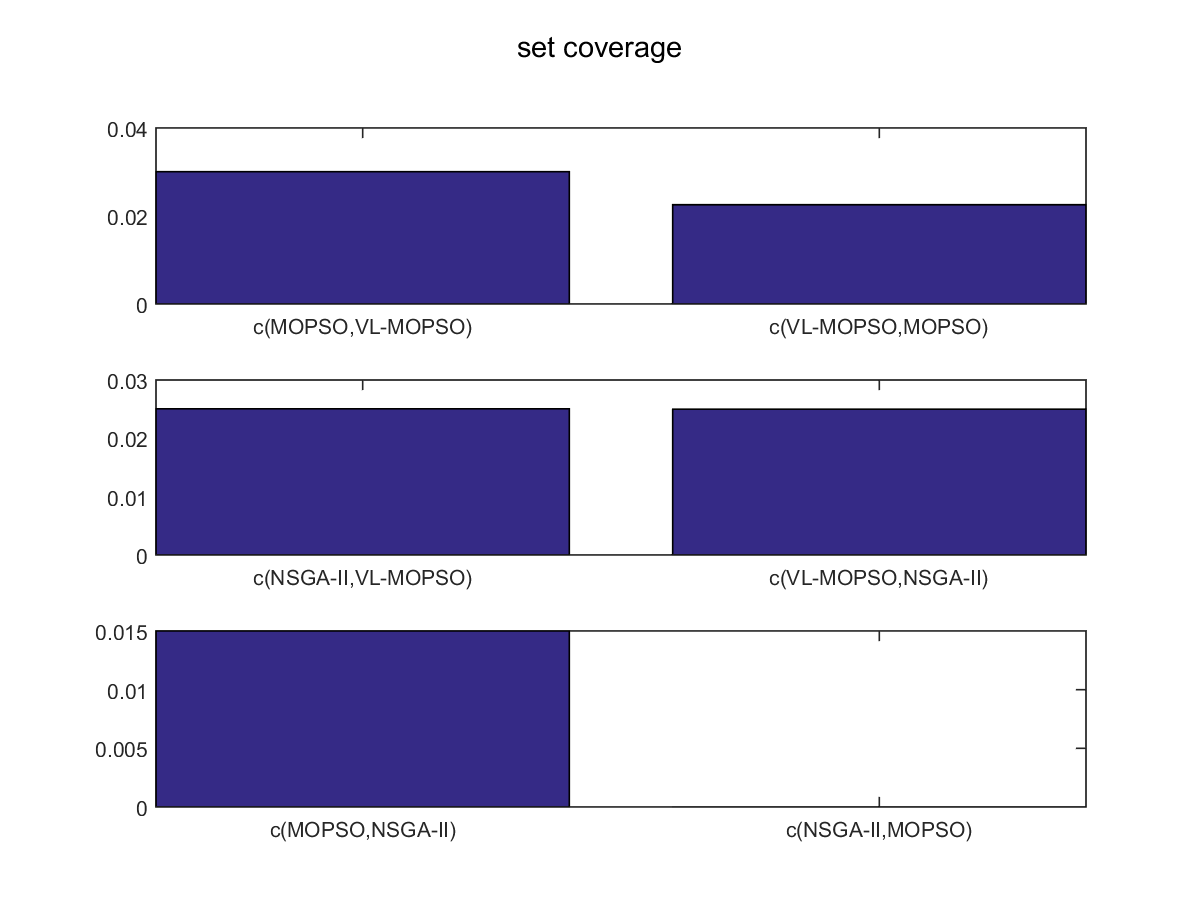 set coverage
0.04
0.02
0
c(MOPSO,VL-MOPSO) c(VL-MOPSO,MOPSO)
0.03
0.02
0.01
0
c(NSGA-II,VL-MOPSO) c(VL-MOPSO,NSGA-II)
0.015
0.01
0.005
0
c(MOPSO,NSGA-II) c(NSGA-II,MOPSO)